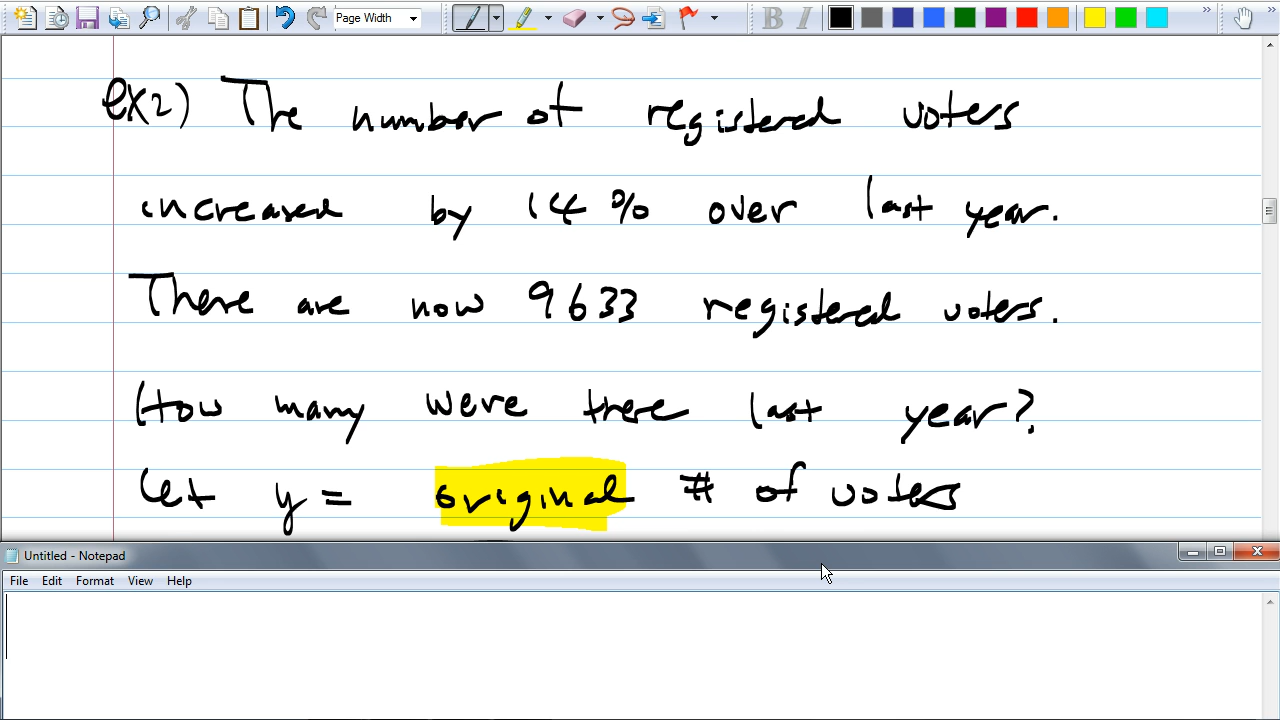 Page Width
B I
ex2) The number of registered voters
increased by 14% over last year.
There are now 9633 registered voters.
How many were there last year?
Let y = original # of voters
Untitled - Notepad
File Edit Format View Help